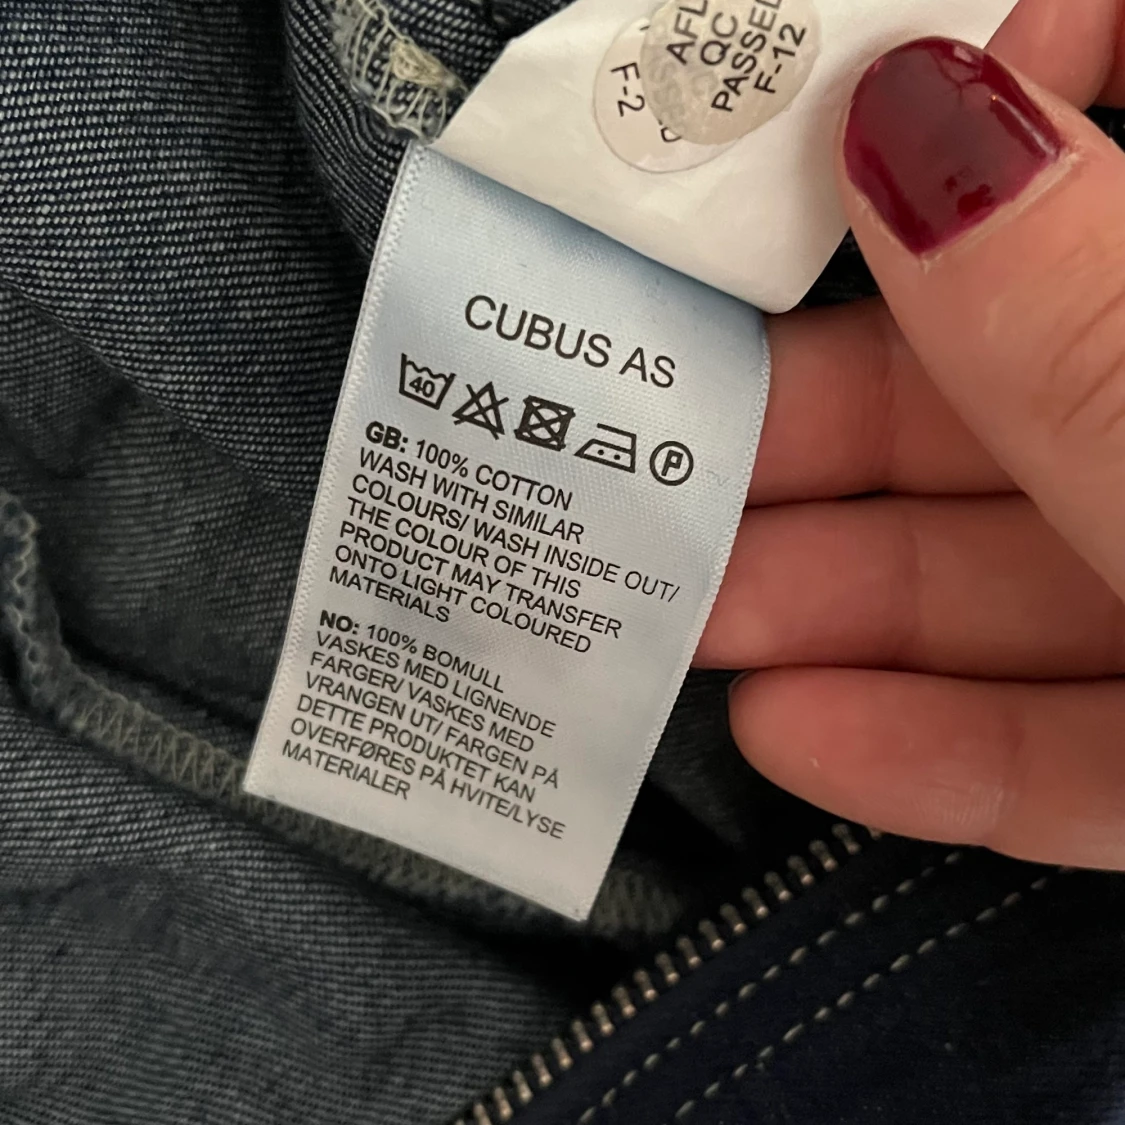 AFL
QC
PASSED
F-12
F-2
CUBUS AS
40
P
GB: 100% COTTON
WASH WITH SIMILAR
COLOURS/ WASH INSIDE OUT/
THE COLOUR OF THIS
PRODUCT MAY TRANSFER
ONTO LIGHT COLOURED
MATERIALS
NO: 100% BOMULL
VASKES MED LIGNENDE
FARGER/ VASKES MED
VRANGEN UT/ FARGEN PÅ
DETTE PRODUKTET KAN
OVERFØRES PÅ HVITE/LYSE
MATERIALER